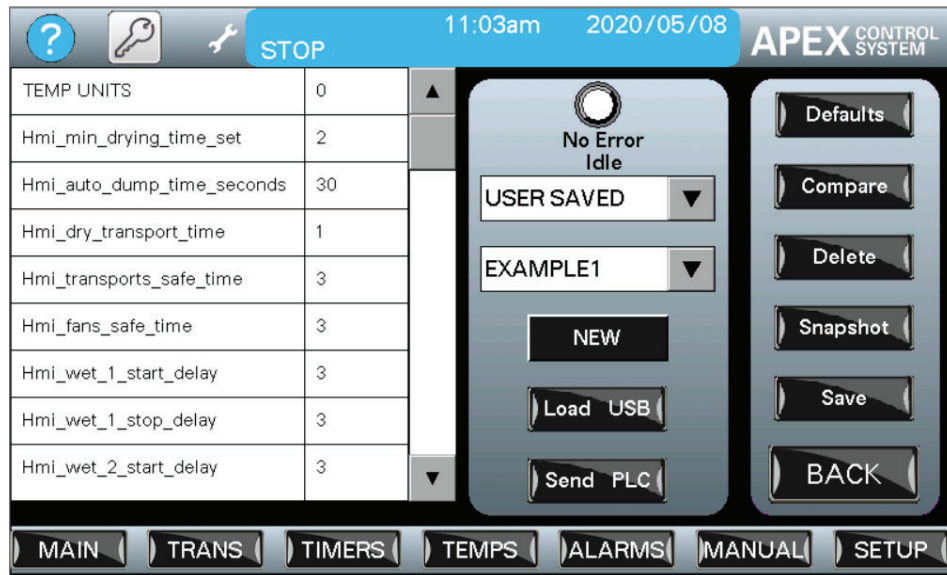 ?
STOP
11:03am 2020/05/08
APEX CONTROL SYSTEM
TEMP UNITS 0
Hmi_min_drying_time_set 2
Hmi_auto_dump_time_seconds 30
Hmi_dry_transport_time 1
Hmi_transports_safe_time 3
Hmi_fans_safe_time 3
Hmi_wet_1_start_delay 3
Hmi_wet_1_stop_delay 3
Hmi_wet_2_start_delay 3
No Error
Idle
USER SAVED
EXAMPLE1
NEW
Load USB
Send PLC
Defaults
Compare
Delete
Snapshot
Save
BACK
MAIN TRANS TIMERS TEMPS ALARMS MANUAL SETUP